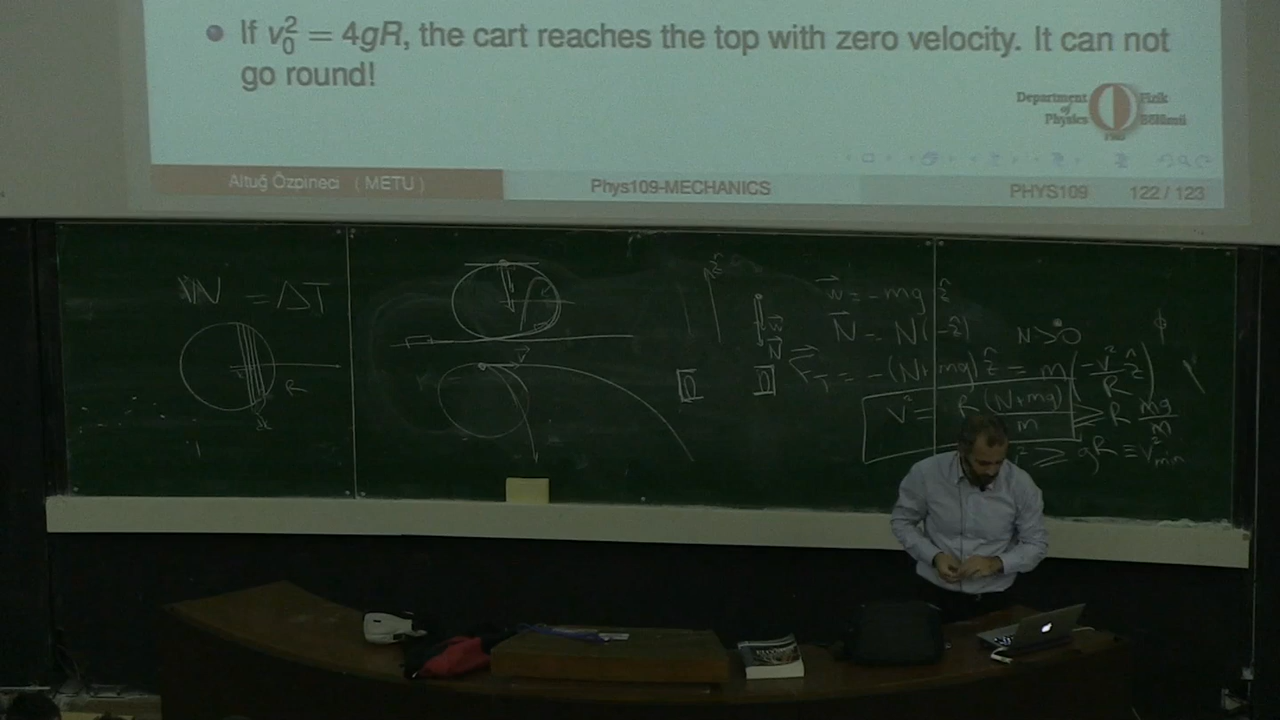 If v₀² = 4gR, the cart reaches the top with zero velocity. It can not
go round!
Department
of
Physics
Fizik
Bölümü
Altuğ Özpineci ( METU )
Phys109-MECHANICS
PHYS109
122 / 123
W = ΔT
R
v
w = -mg ẑ
N = N(-ẑ)
N > 0
F_T = -(N+mg) ẑ = m(-v²/R ẑ)
v² = R (N+mg)/m ≥ R mg/m
≥ gR ≡ v²min